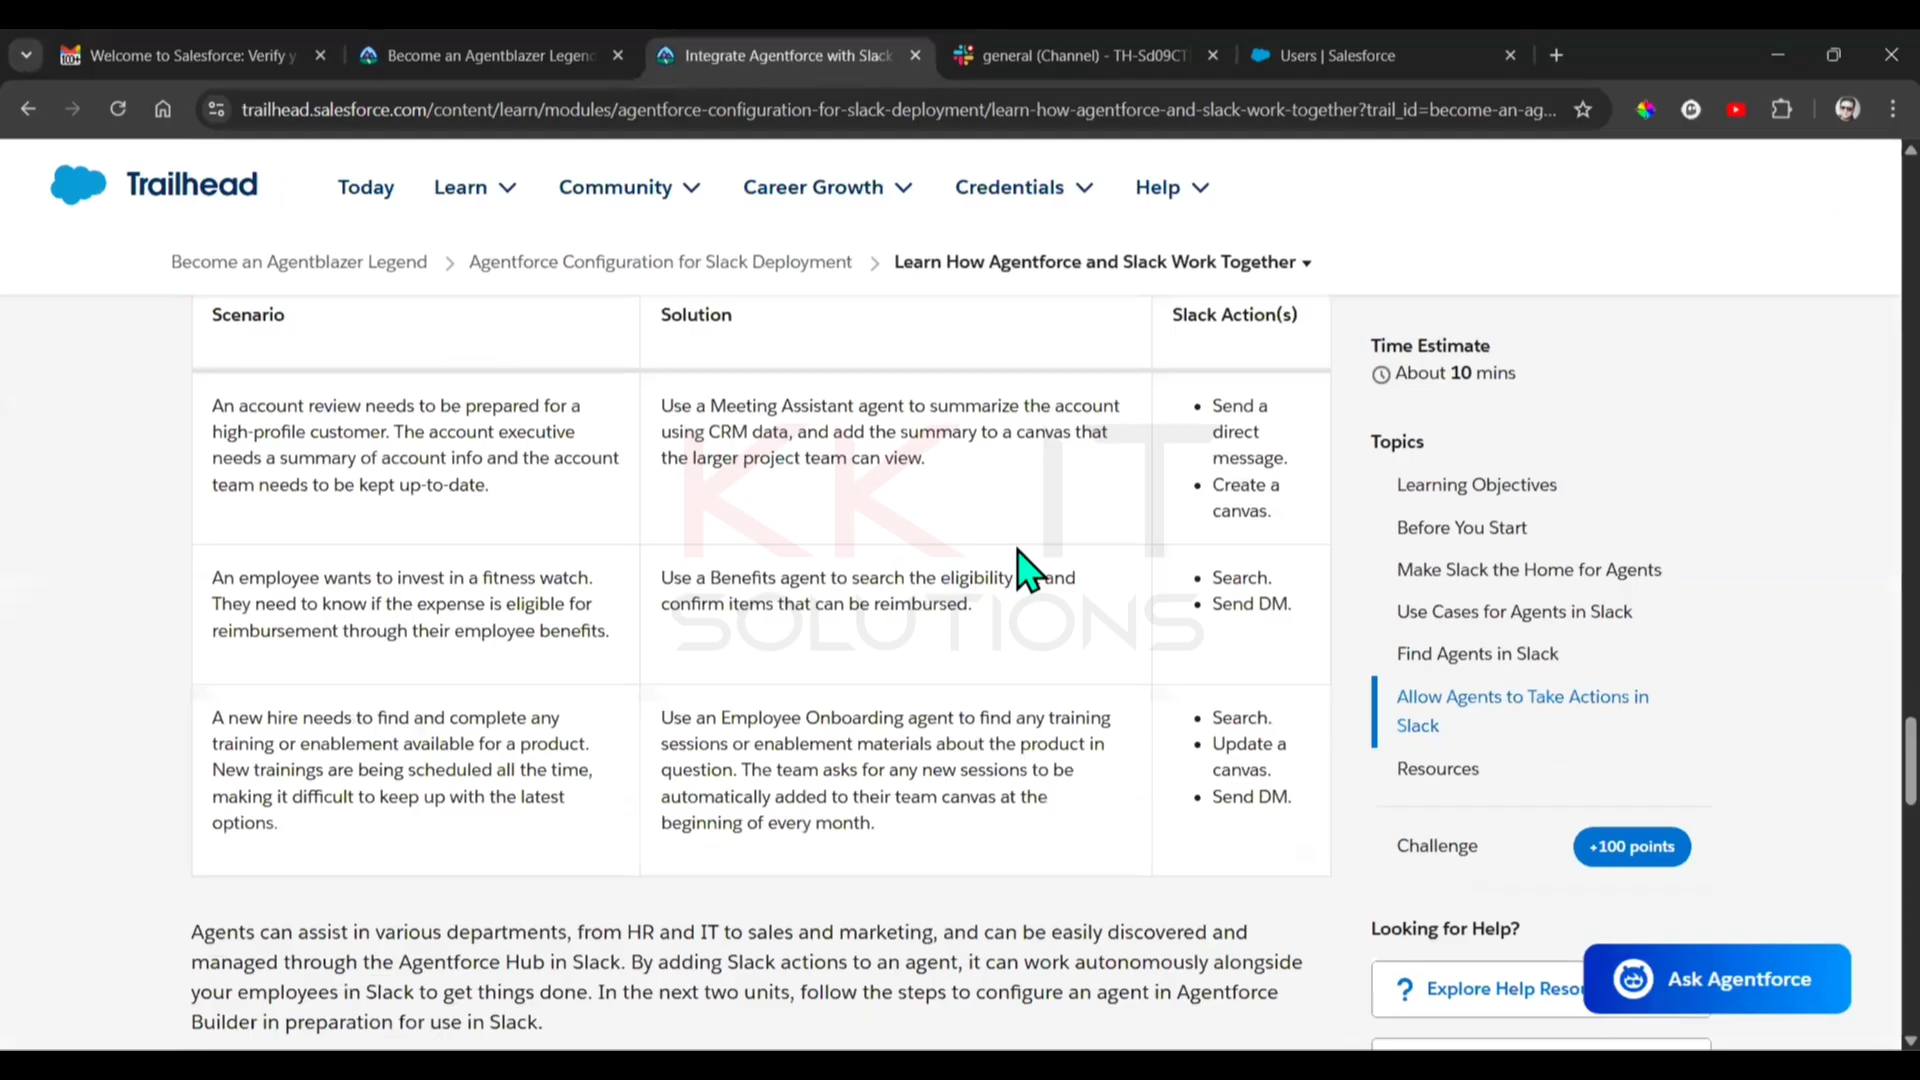 Welcome to Salesforce: Verify y
Become an Agentblazer Legend
Integrate Agentforce with Slack
general (Channel) - TH-Sd09CT
Users | Salesforce
trailhead.salesforce.com/content/learn/modules/agentforce-configuration-for-slack-deployment/learn-how-agentforce-and-slack-work-together?trail_id=become-an-ag...
Trailhead
Today
Learn
Community
Career Growth
Credentials
Help
Become an Agentblazer Legend
Agentforce Configuration for Slack Deployment
Learn How Agentforce and Slack Work Together
Scenario
Solution
Slack Action(s)
An account review needs to be prepared for a
high-profile customer. The account executive
needs a summary of account info and the account
team needs to be kept up-to-date.
Use a Meeting Assistant agent to summarize the account
using CRM data, and add the summary to a canvas that
the larger project team can view.
• Send a
direct
message.
• Create a
canvas.
An employee wants to invest in a fitness watch.
They need to know if the expense is eligible for
reimbursement through their employee benefits.
Use a Benefits agent to search the eligibility and
confirm items that can be reimbursed.
• Search.
• Send DM.
A new hire needs to find and complete any
training or enablement available for a product.
New trainings are being scheduled all the time,
making it difficult to keep up with the latest
options.
Use an Employee Onboarding agent to find any training
sessions or enablement materials about the product in
question. The team asks for any new sessions to be
automatically added to their team canvas at the
beginning of every month.
• Search.
• Update a
canvas.
• Send DM.
Agents can assist in various departments, from HR and IT to sales and marketing, and can be easily discovered and
managed through the Agentforce Hub in Slack. By adding Slack actions to an agent, it can work autonomously alongside
your employees in Slack to get things done. In the next two units, follow the steps to configure an agent in Agentforce
Builder in preparation for use in Slack.
Time Estimate
About 10 mins
Topics
Learning Objectives
Before You Start
Make Slack the Home for Agents
Use Cases for Agents in Slack
Find Agents in Slack
Allow Agents to Take Actions in
Slack
Resources
Challenge
+100 points
Looking for Help?
? Explore Help Resou
Ask Agentforce
KK IT
SOLUTIONS